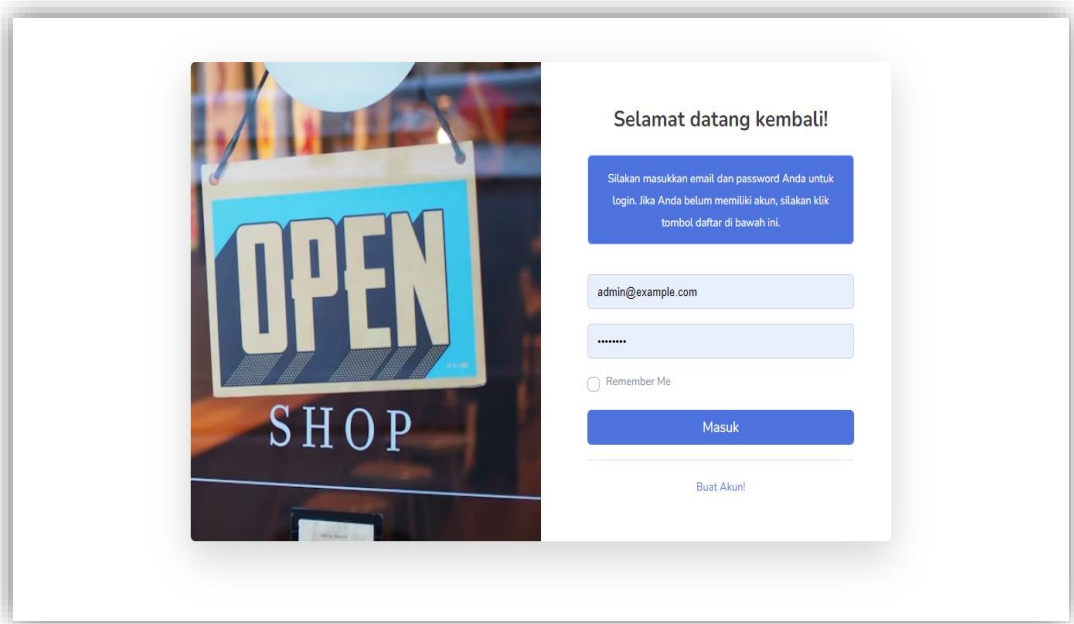 OPEN
SHOP
Selamat datang kembali!
Silakan masukkan email dan password Anda untuk
login. Jika Anda belum memiliki akun, silakan klik
tombol daftar di bawah ini.
admin@example.com
••••••••
Remember Me
Masuk
Buat Akun!